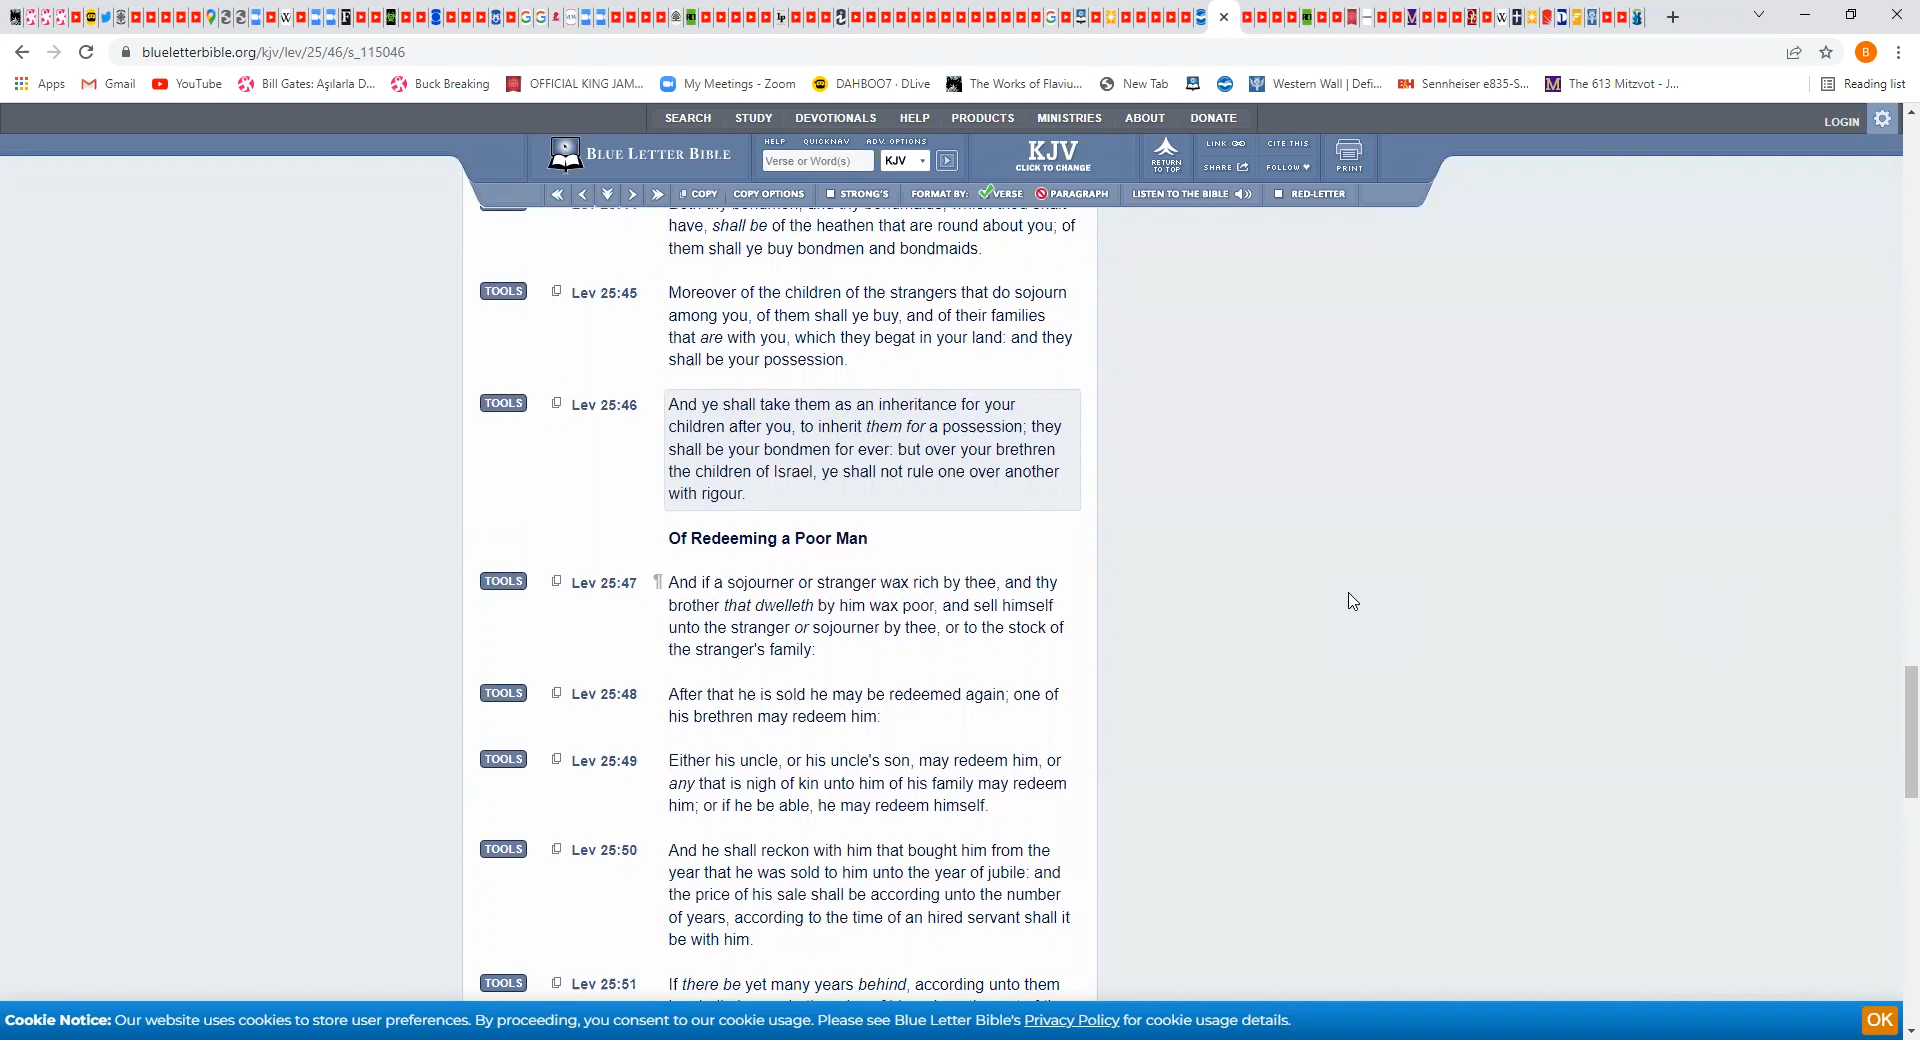 blueletterbible.org/kjv/lev/25/46/s_115046
B
Apps
Gmail
YouTube
Bill Gates: Aşılarla D...
Buck Breaking
OFFICIAL KING JAM...
My Meetings - Zoom
DAHBOO7 · DLive
The Works of Flaviu...
New Tab
Western Wall | Defi...
Sennheiser e835-S...
The 613 Mitzvot - J...
Reading list
SEARCH STUDY DEVOTIONALS HELP PRODUCTS MINISTRIES ABOUT DONATE
LOGIN
BLUE LETTER BIBLE
HELP QUICKNAV ADV. OPTIONS
Verse or Word(s) KJV
KJV
CLICK TO CHANGE
RETURN
TO TOP
LINK
SHARE
CITE THIS
FOLLOW
PRINT
COPY COPY OPTIONS STRONG'S FORMAT BY: VERSE PARAGRAPH LISTEN TO THE BIBLE RED-LETTER
have, shall be of the heathen that are round about you; of
them shall ye buy bondmen and bondmaids.
TOOLS Lev 25:45 Moreover of the children of the strangers that do sojourn
among you, of them shall ye buy, and of their families
that are with you, which they begat in your land: and they
shall be your possession.
TOOLS Lev 25:46 And ye shall take them as an inheritance for your
children after you, to inherit them for a possession; they
shall be your bondmen for ever: but over your brethren
the children of Israel, ye shall not rule one over another
with rigour.
Of Redeeming a Poor Man
TOOLS Lev 25:47 ¶ And if a sojourner or stranger wax rich by thee, and thy
brother that dwelleth by him wax poor, and sell himself
unto the stranger or sojourner by thee, or to the stock of
the stranger's family:
TOOLS Lev 25:48 After that he is sold he may be redeemed again; one of
his brethren may redeem him:
TOOLS Lev 25:49 Either his uncle, or his uncle's son, may redeem him, or
any that is nigh of kin unto him of his family may redeem
him; or if he be able, he may redeem himself.
TOOLS Lev 25:50 And he shall reckon with him that bought him from the
year that he was sold to him unto the year of jubile: and
the price of his sale shall be according unto the number
of years, according to the time of an hired servant shall it
be with him.
TOOLS Lev 25:51 If there be yet many years behind, according unto them
Cookie Notice: Our website uses cookies to store user preferences. By proceeding, you consent to our cookie usage. Please see Blue Letter Bible's Privacy Policy for cookie usage details.
OK